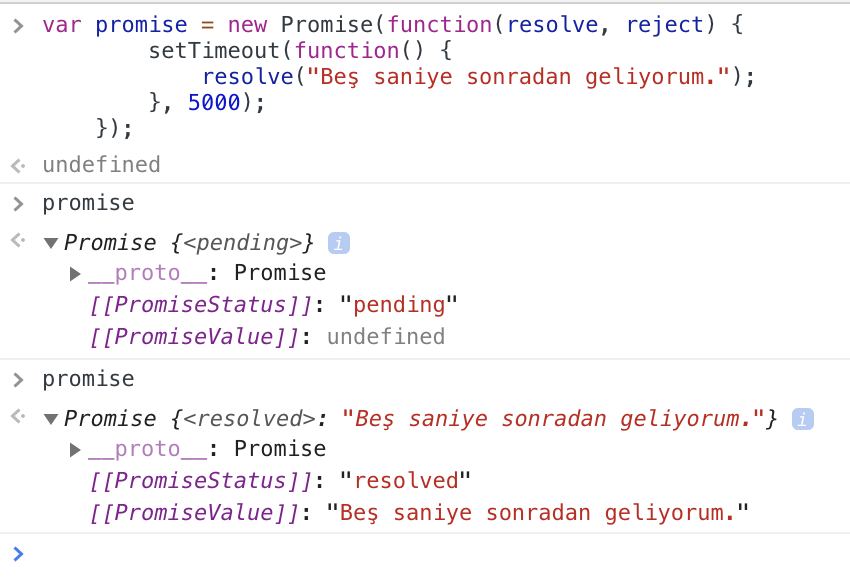 > var promise = new Promise(function(resolve, reject) {
        setTimeout(function() {
            resolve("Beş saniye sonradan geliyorum.");
        }, 5000);
    });
undefined
> promise
▼Promise {<pending>} i
▶__proto__: Promise
[[PromiseStatus]]: "pending"
[[PromiseValue]]: undefined
> promise
▼Promise {<resolved>: "Beş saniye sonradan geliyorum."} i
▶__proto__: Promise
[[PromiseStatus]]: "resolved"
[[PromiseValue]]: "Beş saniye sonradan geliyorum."
>